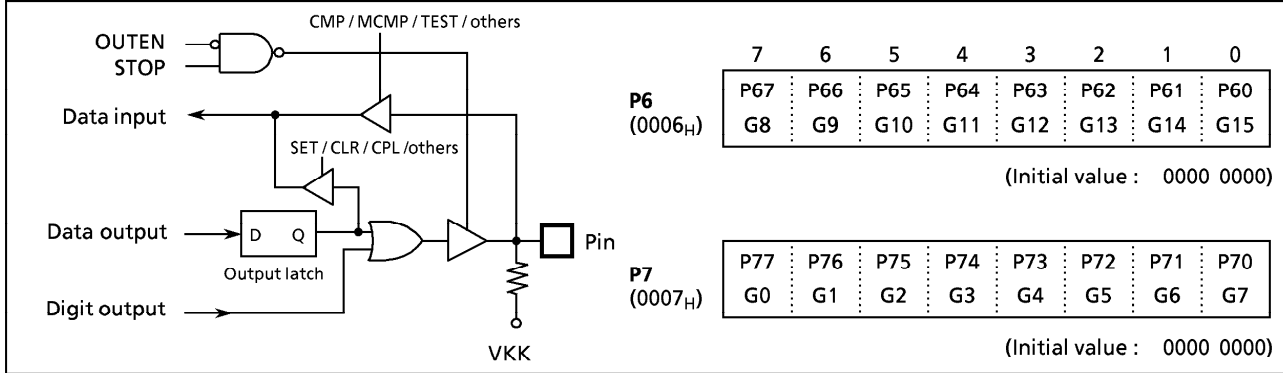 CMP / MCMP / TEST / others
OUTEN
STOP
Data input
SET / CLR / CPL /others
Data output
D Q
Output latch
Pin
Digit output
VKK
7 6 5 4 3 2 1 0
P6
(0006H)
P67 P66 P65 P64 P63 P62 P61 P60
G8 G9 G10 G11 G12 G13 G14 G15
(Initial value : 0000 0000)
P7
(0007H)
P77 P76 P75 P74 P73 P72 P71 P70
G0 G1 G2 G3 G4 G5 G6 G7
(Initial value : 0000 0000)